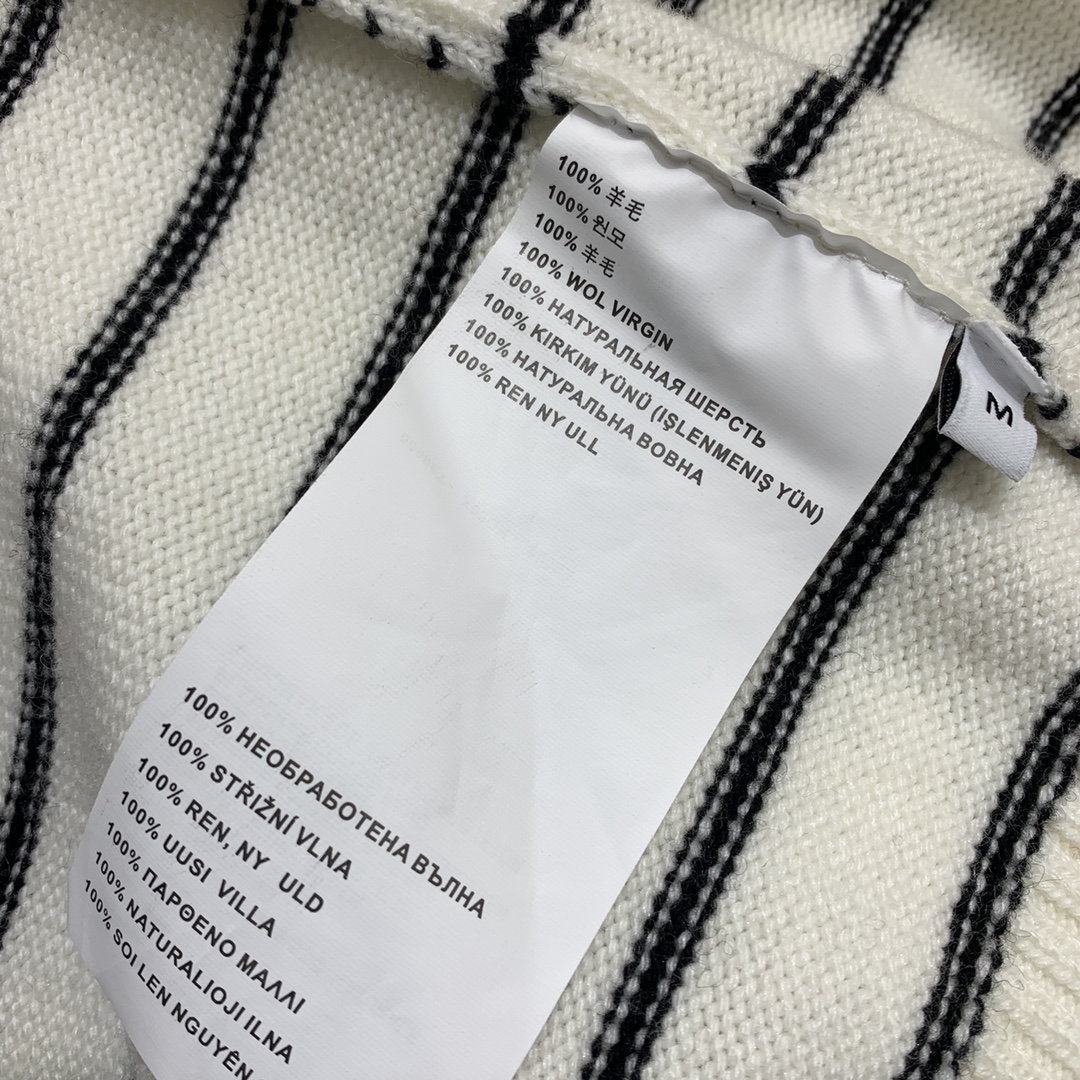 100% 羊毛
100% 원모
100% 羊毛
100% WOL VIRGIN
100% НАТУРАЛЬНАЯ ШЕРСТЬ
100% KIRKIM YÜNÜ (IŞLENMENIŞ YÜN)
100% НАТУРАЛЬНА ВОВНА
100% REN NY ULL
M
100% НЕОБРАБОТЕНА ВЪЛНА
100% STŘIŽNÍ VLNA
100% REN, NY ULD
100% UUSI VILLA
100% ΠΑΡΘΕΝΟ ΜΑΛΛΙ
100% NATURALIOJI ILNA
100% SOI LEN NGUYÊN